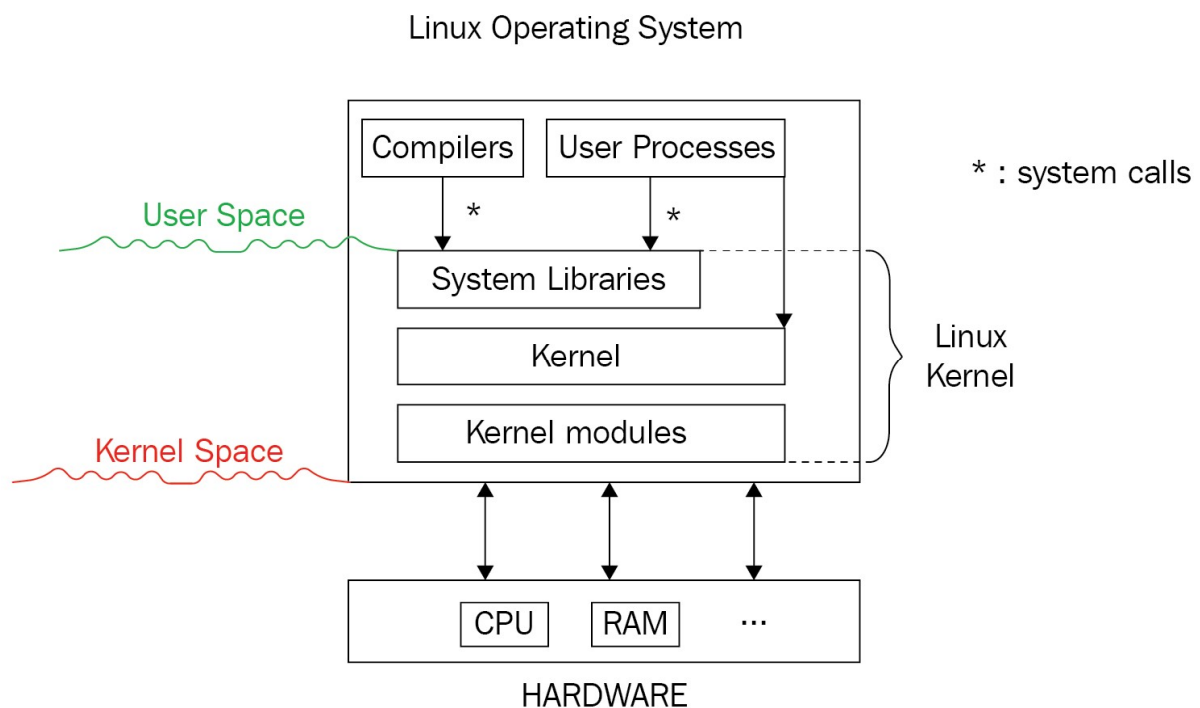 Linux Operating System
Compilers
User Processes
* : system calls
*
*
User Space
System Libraries
Kernel
Linux
Kernel
Kernel modules
Kernel Space
CPU
RAM
...
HARDWARE